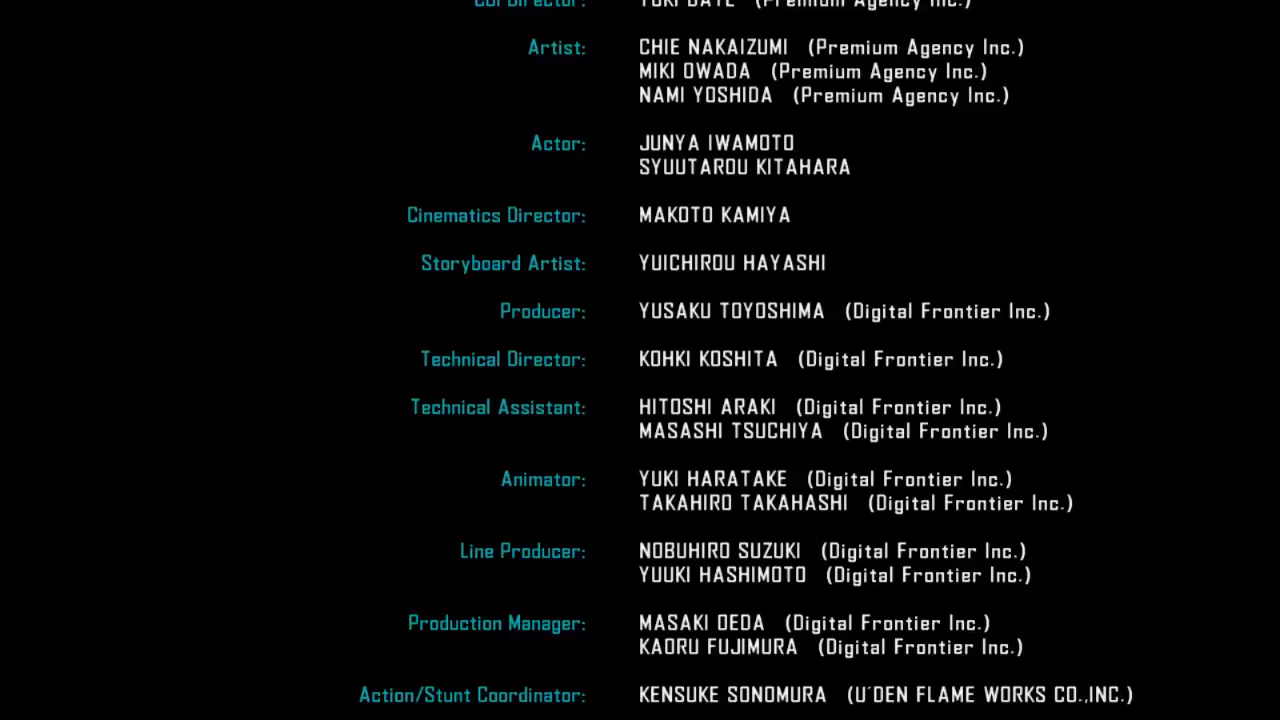 (Premium Agency Inc.)
Artist: CHIE NAKAIZUMI (Premium Agency Inc.)
MIKI OWADA (Premium Agency Inc.)
NAMI YOSHIDA (Premium Agency Inc.)
Actor: JUNYA IWAMOTO
SYUUTAROU KITAHARA
Cinematics Director: MAKOTO KAMIYA
Storyboard Artist: YUICHIROU HAYASHI
Producer: YUSAKU TOYOSHIMA (Digital Frontier Inc.)
Technical Director: KOHKI KOSHITA (Digital Frontier Inc.)
Technical Assistant: HITOSHI ARAKI (Digital Frontier Inc.)
MASASHI TSUCHIYA (Digital Frontier Inc.)
Animator: YUKI HARATAKE (Digital Frontier Inc.)
TAKAHIRO TAKAHASHI (Digital Frontier Inc.)
Line Producer: NOBUHIRO SUZUKI (Digital Frontier Inc.)
YUUKI HASHIMOTO (Digital Frontier Inc.)
Production Manager: MASAKI OEDA (Digital Frontier Inc.)
KAORU FUJIMURA (Digital Frontier Inc.)
Action/Stunt Coordinator: KENSUKE SONOMURA (U'DEN FLAME WORKS CO.,INC.)